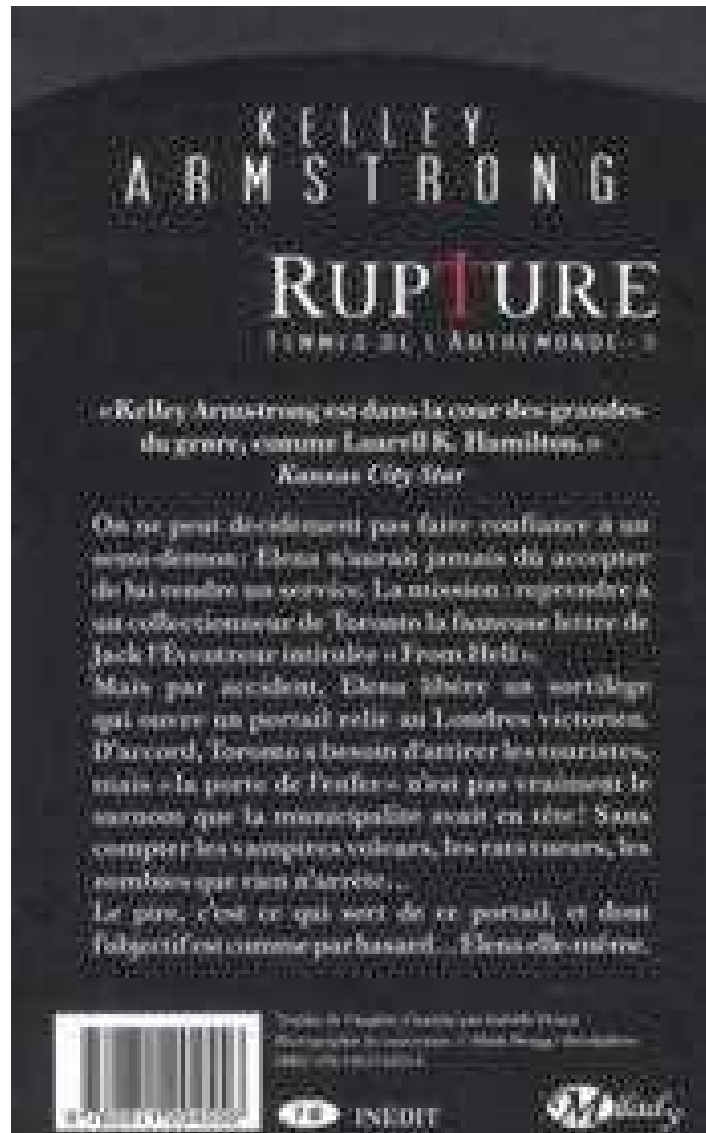 KELLEY
ARMSTRONG
RUPTURE
FEMMES DE L'AUTREMONDE
«Kelley Armstrong est dans la cour des grandes
du genre, comme Laurell K. Hamilton.»
Kansas City Star
On ne peut décidément pas faire confiance à un
semi-démon: Elena n'aurait jamais dû accepter
de lui rendre un service. La mission: reprendre à
un collectionneur de Toronto la fameuse lettre de
Jack l'Éventreur intitulée «From Hell».
Mais par accident, Elena libère un sortilège
qui ouvre un portail relié au Londres victorien.
D'accord, Toronto a besoin d'attirer les touristes,
mais «la porte de l'enfer» n'est pas vraiment le
surnom que la municipalité avait en tête! Sans
compter les vampires voleurs, les rats tueurs, les
zombies que rien n'arrête…
Le pire, c'est ce qui sort de ce portail, et dont
l'objectif est comme par hasard… Elena elle-même.
Traduit de l'anglais
INÉDIT
Milady